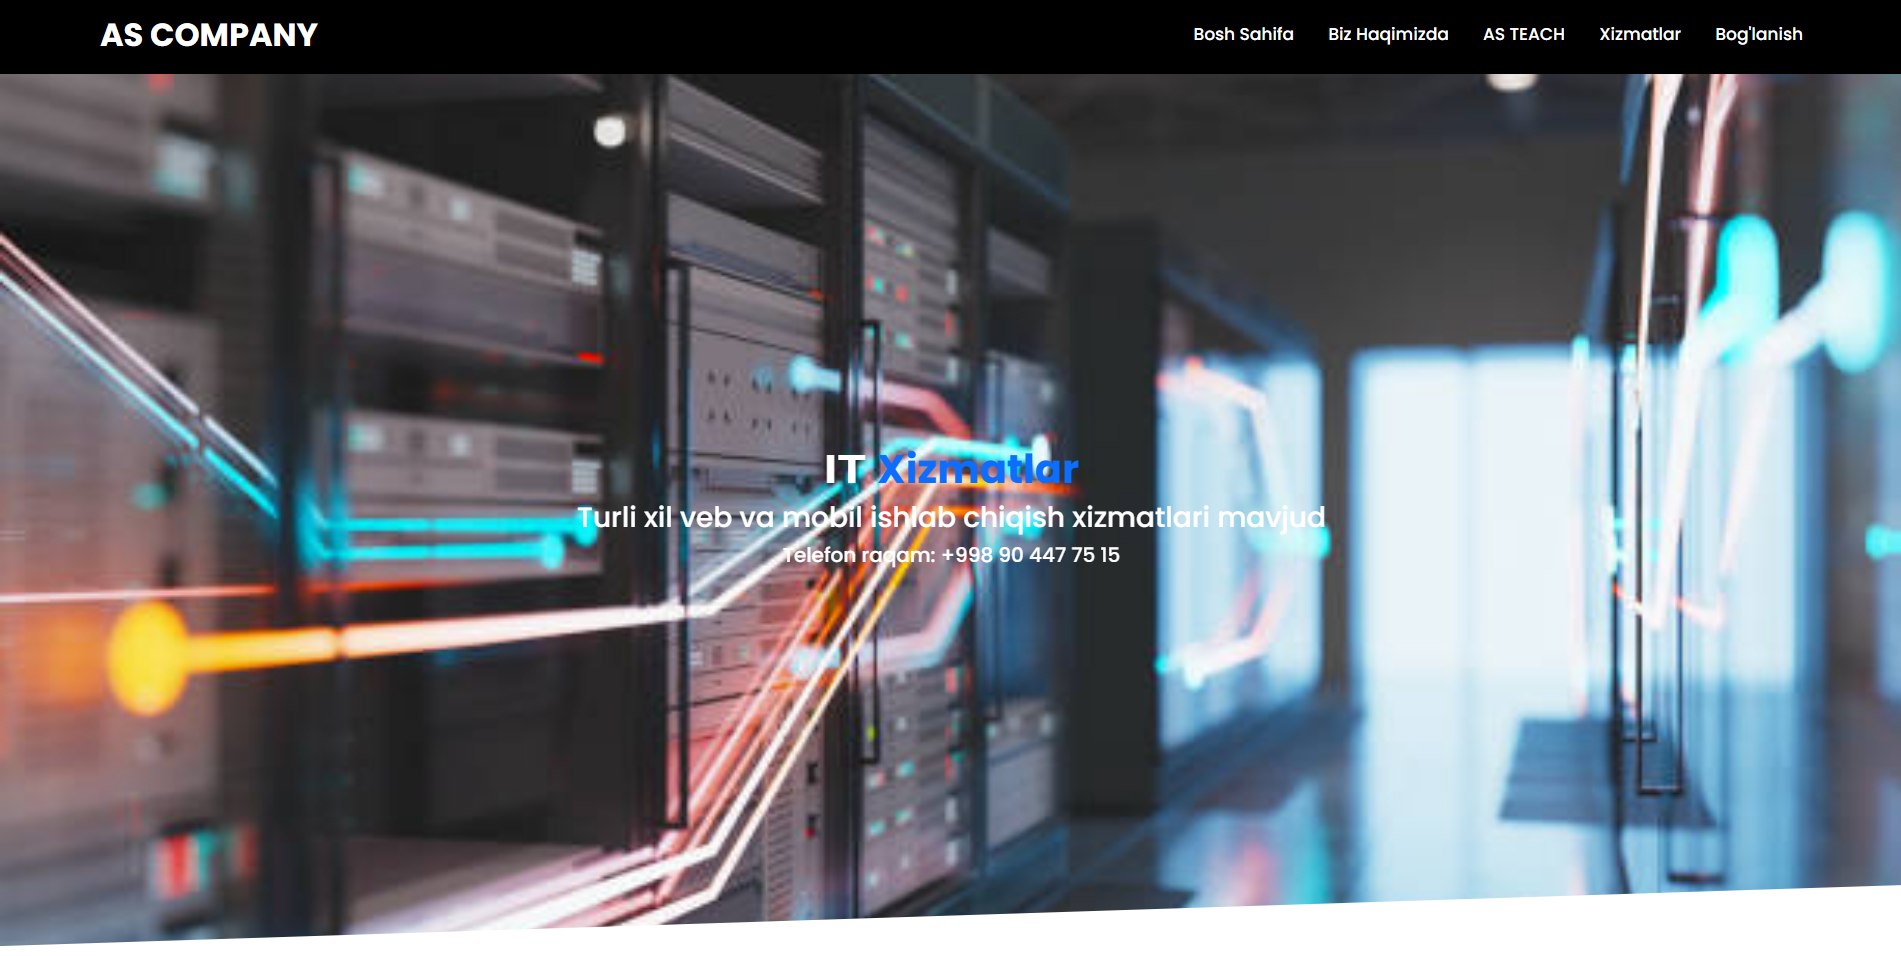 AS COMPANY
Bosh Sahifa Biz Haqimizda AS TEACH Xizmatlar Bog'lanish
IT Xizmatlar
Turli xil veb va mobil ishlab chiqish xizmatlari mavjud
Telefon raqam: +998 90 447 75 15